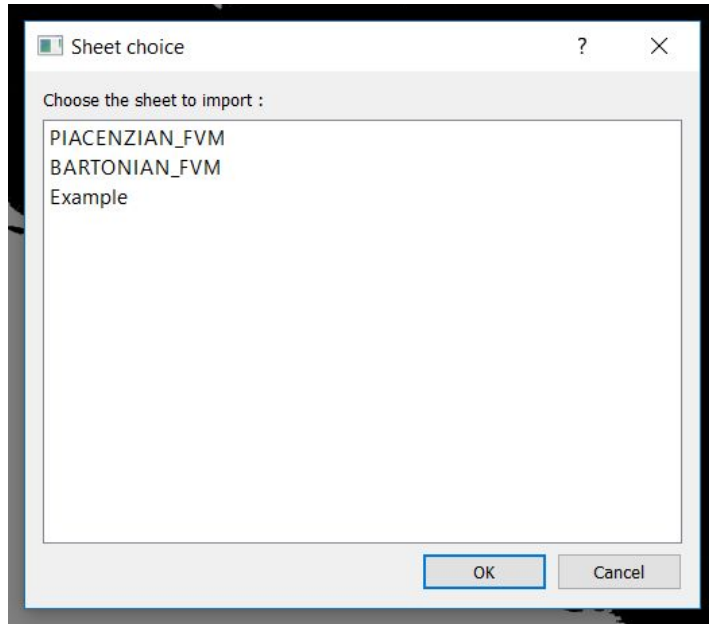 Sheet choice ?
Choose the sheet to import :
PIACENZIAN_FVM
BARTONIAN_FVM
Example
OK Cancel